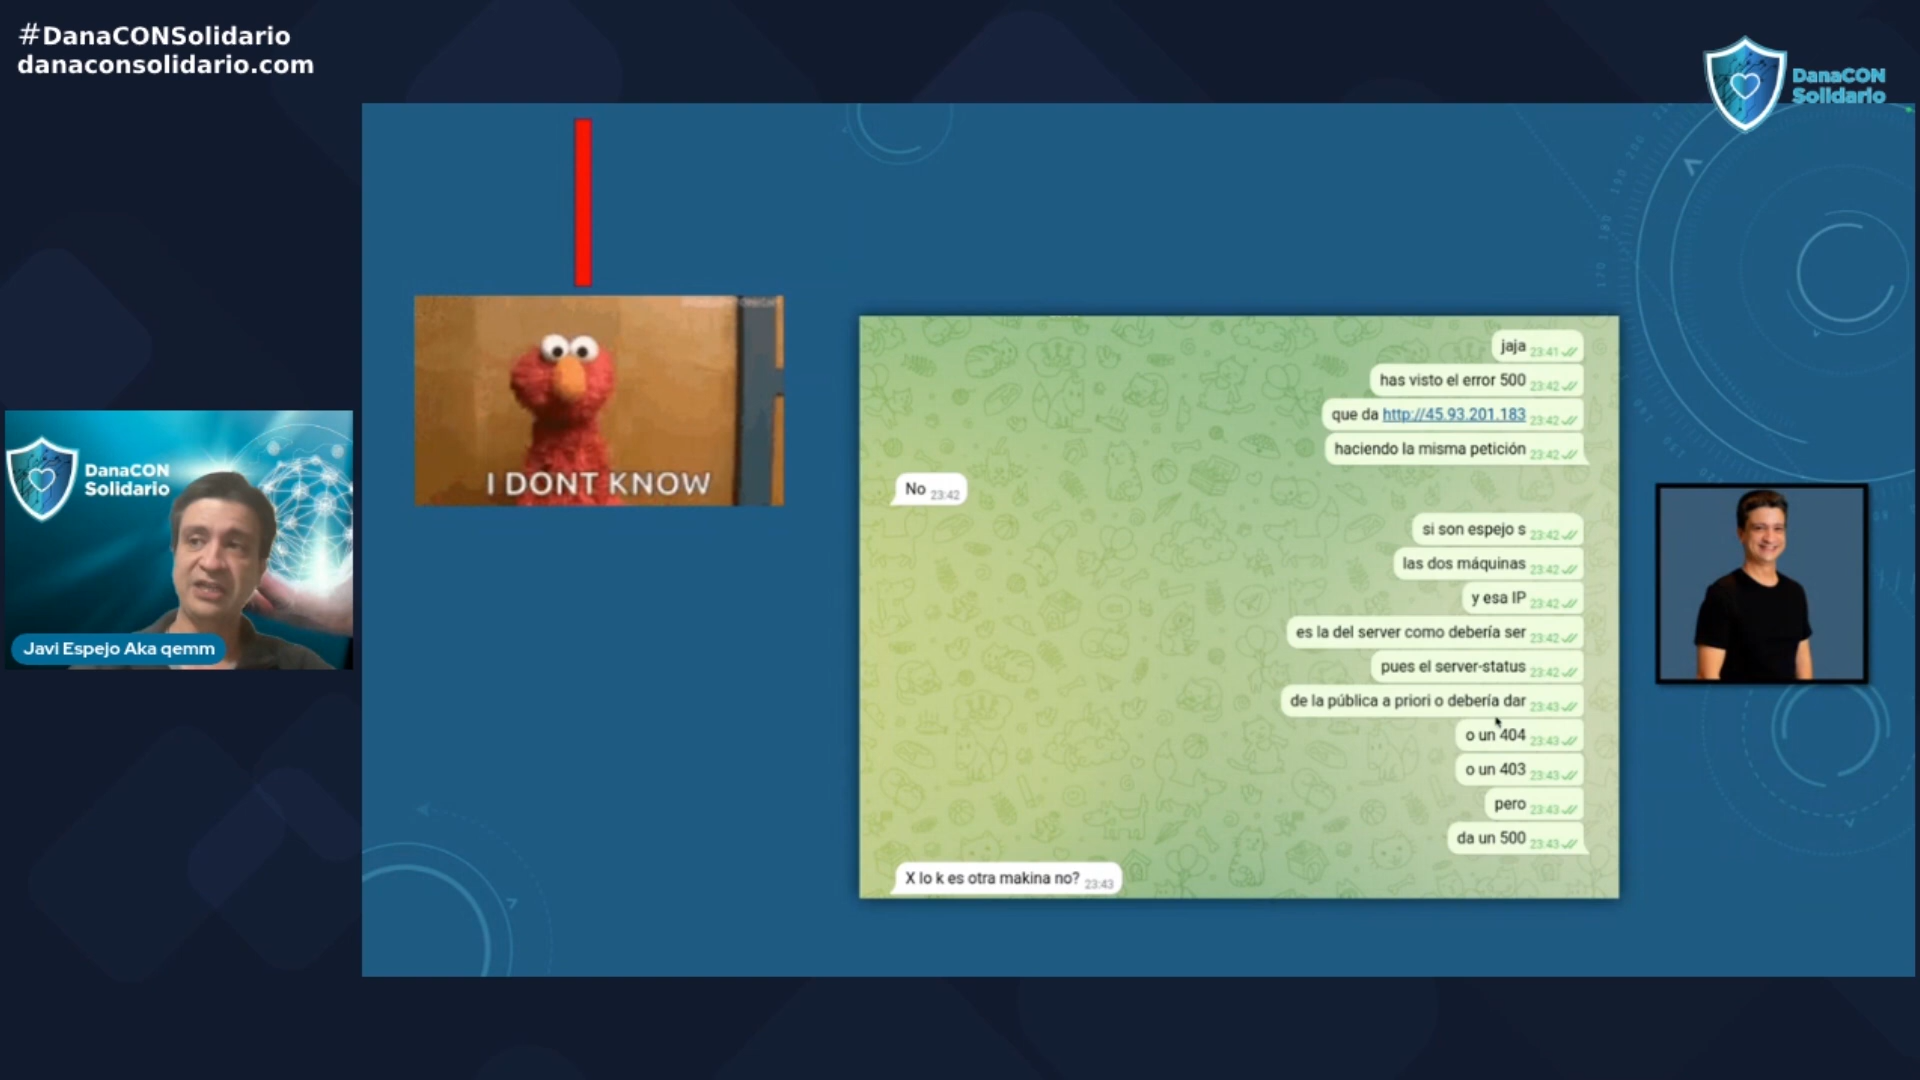 #DanaCONSolidario
danaconsolidario.com
DanaCON
Solidario
I DONT KNOW
jaja 23:41
has visto el error 500 23:42
que da http://45.93.201.183 23:42
haciendo la misma petición 23:42
No 23:42
si son espejo s 23:42
las dos máquinas 23:42
y esa IP 23:42
es la del server como debería ser 23:42
pues el server-status 23:42
de la pública a priori o debería dar 23:43
o un 404 23:43
o un 403 23:43
pero 23:43
da un 500 23:43
X lo k es otra makina no? 23:43
DanaCON
Solidario
Javi Espejo Aka qemm